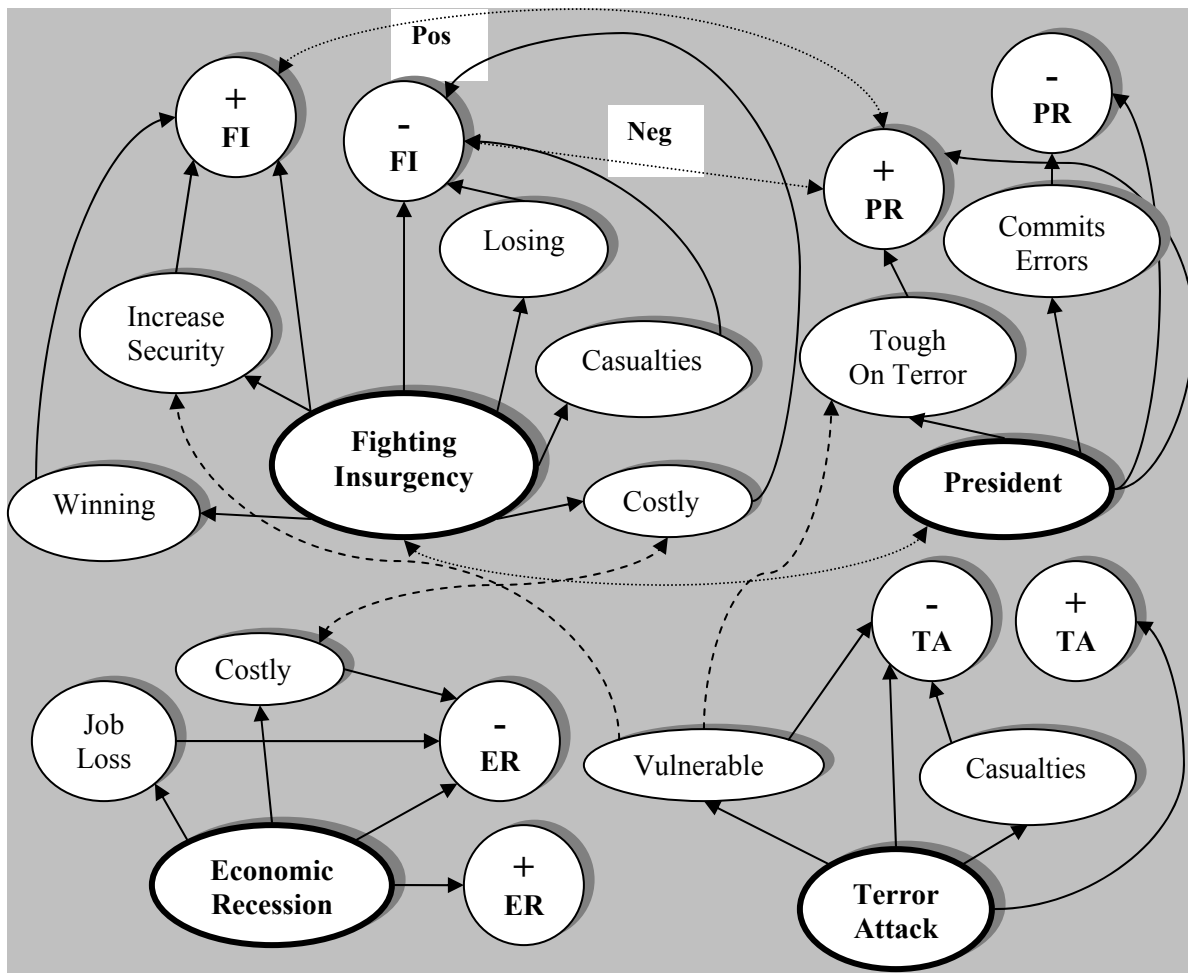 Pos
+
FI
-
FI
Neg
-
PR
+
PR
Commits
Errors
Losing
Increase
Security
Casualties
Tough
On Terror
Fighting
Insurgency
Winning
Costly
President
-
TA
+
TA
Costly
Job
Loss
-
ER
Vulnerable
Casualties
Economic
Recession
+
ER
Terror
Attack